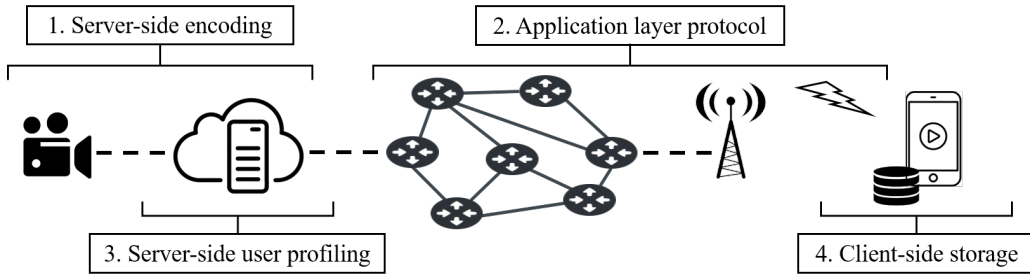 1. Server-side encoding
2. Application layer protocol
3. Server-side user profiling
4. Client-side storage